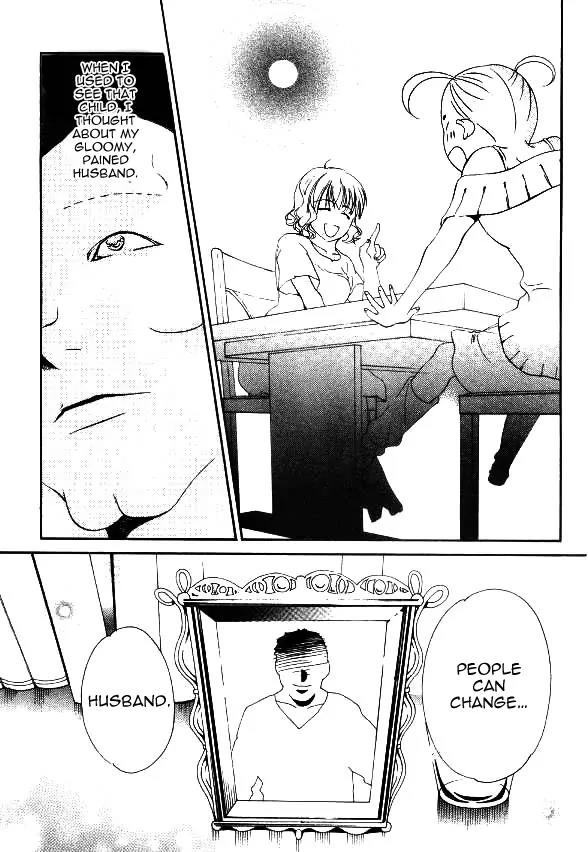 WHEN I
USED TO
SEE THAT
CHILD, I
THOUGHT
ABOUT MY
GLOOMY,
PAINED
HUSBAND.
PEOPLE
CAN
CHANGE...
HUSBAND.